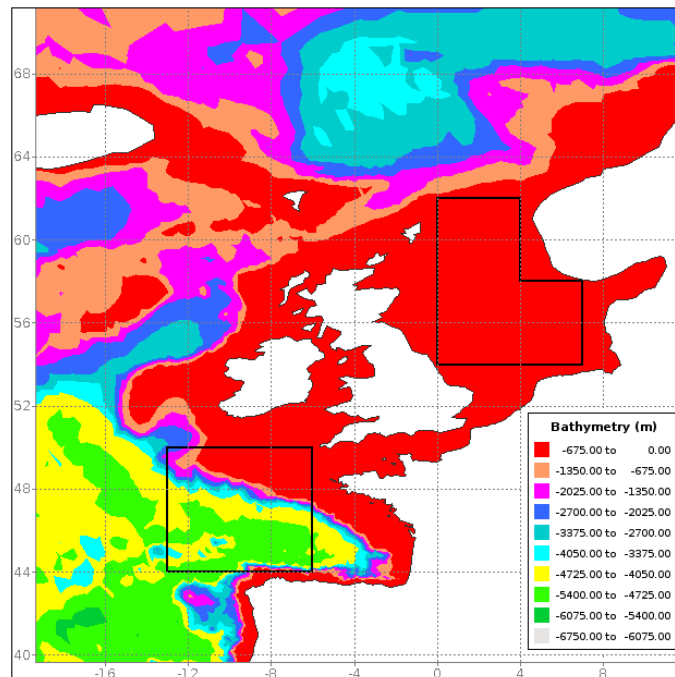 68
64
60
56
52
48
44
40
-16
-12
-8
-4
0
4
8
Bathymetry (m)
-675.00 to 0.00
-1350.00 to -675.00
-2025.00 to -1350.00
-2700.00 to -2025.00
-3375.00 to -2700.00
-4050.00 to -3375.00
-4725.00 to -4050.00
-5400.00 to -4725.00
-6075.00 to -5400.00
-6750.00 to -6075.00